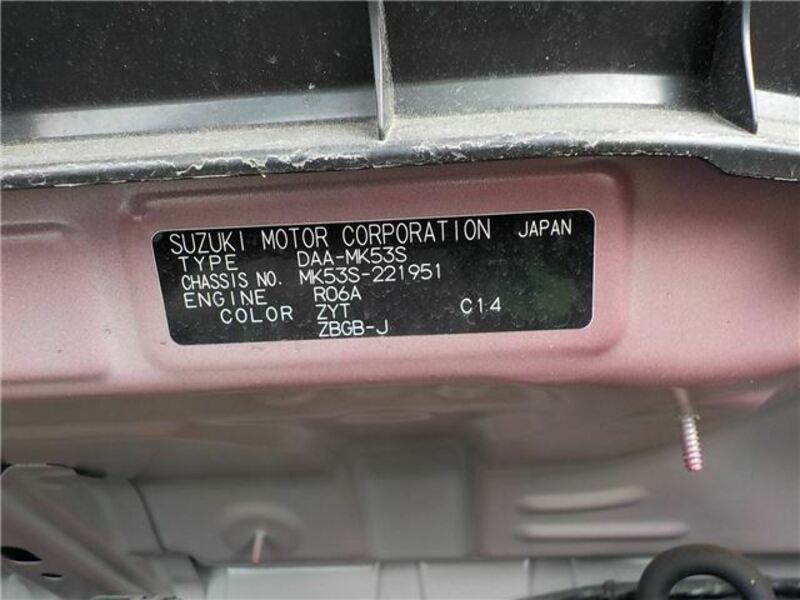 SUZUKI MOTOR CORPORATION JAPAN
TYPE DAA-MK53S
CHASSIS NO. MK53S-221951
ENGINE R06A
COLOR ZYT C14
ZBGB-J